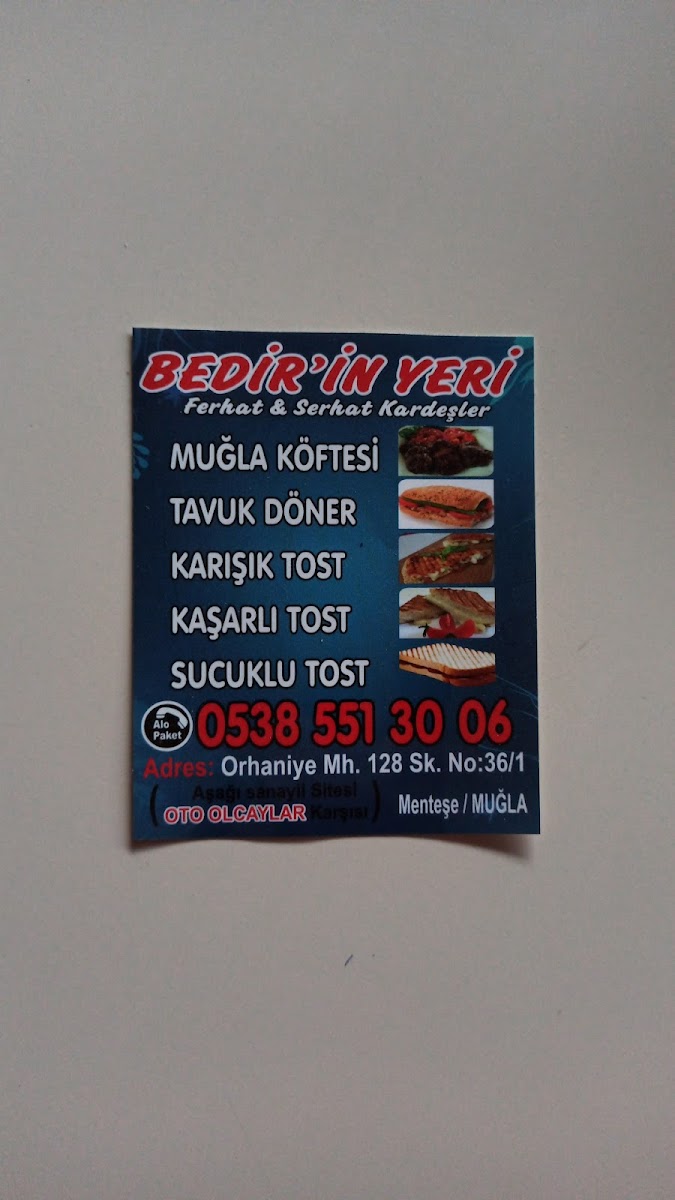 BEDİR'İN YERİ
Ferhat & Serhat Kardeşler
MUĞLA KÖFTESİ
TAVUK DÖNER
KARIŞIK TOST
KAŞARLI TOST
SUCUKLU TOST
Alo Paket 0538 551 30 06
Adres: Orhaniye Mh. 128 Sk. No:36/1
(Aşağı sanayii Sitesi
OTO OLCAYLAR Karşısı) Menteşe / MUĞLA